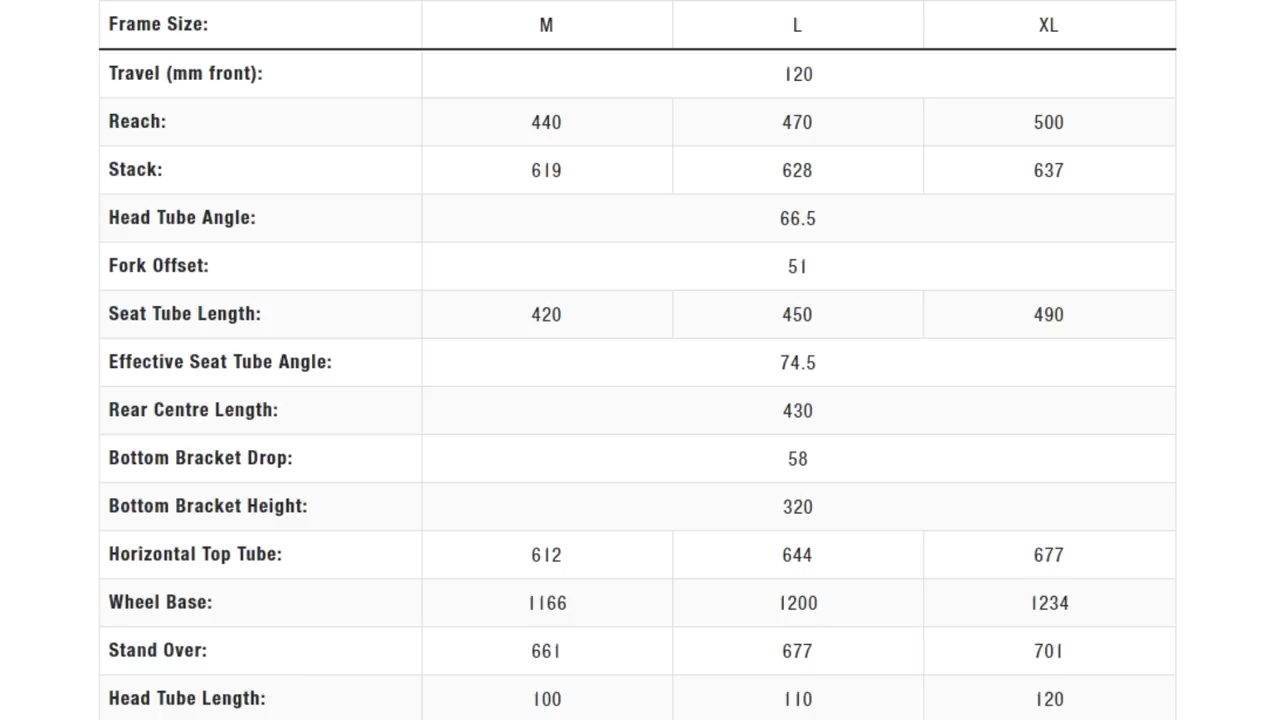 Frame Size: M L XL
Travel (mm front): 120
Reach: 440 470 500
Stack: 619 628 637
Head Tube Angle: 66.5
Fork Offset: 51
Seat Tube Length: 420 450 490
Effective Seat Tube Angle: 74.5
Rear Centre Length: 430
Bottom Bracket Drop: 58
Bottom Bracket Height: 320
Horizontal Top Tube: 612 644 677
Wheel Base: 1166 1200 1234
Stand Over: 661 677 701
Head Tube Length: 100 110 120